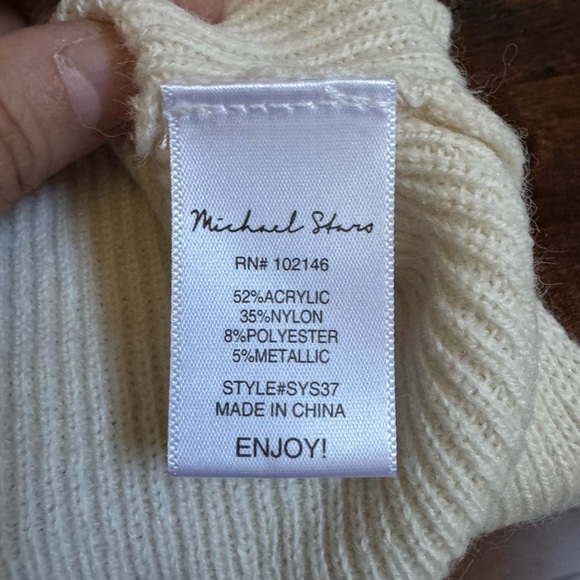 Michael Stars
RN# 102146
52%ACRYLIC
35%NYLON
8%POLYESTER
5%METALLIC
STYLE#SYS37
MADE IN CHINA
ENJOY!